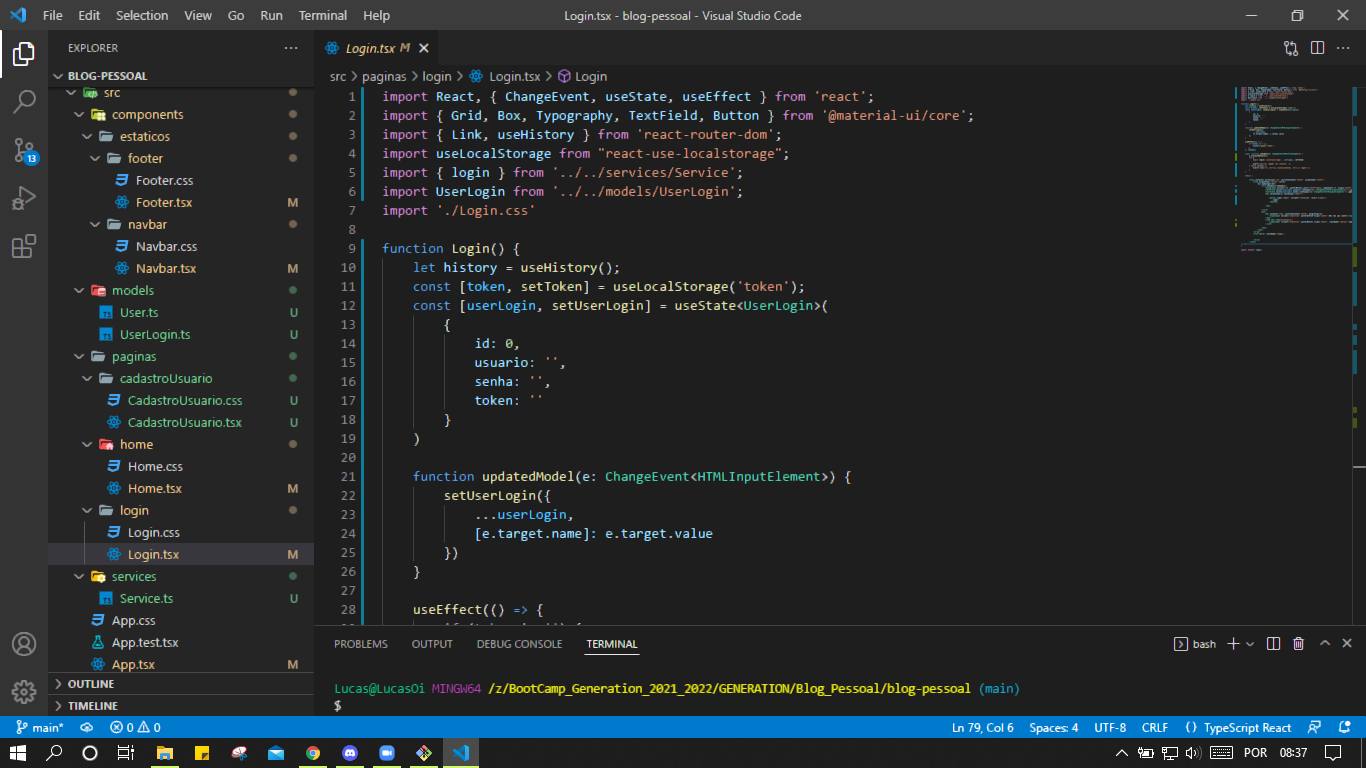 File Edit Selection View Go Run Terminal Help
Login.tsx - blog-pessoal - Visual Studio Code
EXPLORER
BLOG-PESSOAL
src
components
estaticos
footer
Footer.css
Footer.tsx M
navbar
Navbar.css
Navbar.tsx M
models
User.ts U
UserLogin.ts U
paginas
cadastroUsuario
CadastroUsuario.css U
CadastroUsuario.tsx U
home
Home.css
Home.tsx M
login
Login.css
Login.tsx M
services
Service.ts U
App.css
App.test.tsx
App.tsx M
OUTLINE
TIMELINE
13
Login.tsx M
src > paginas > login > Login.tsx > Login
1 import React, { ChangeEvent, useState, useEffect } from 'react';
2 import { Grid, Box, Typography, TextField, Button } from '@material-ui/core';
3 import { Link, useHistory } from 'react-router-dom';
4 import useLocalStorage from "react-use-localstorage";
5 import { login } from '../../services/Service';
6 import UserLogin from '../../models/UserLogin';
7 import './Login.css'
8
9 function Login() {
10 let history = useHistory();
11 const [token, setToken] = useLocalStorage('token');
12 const [userLogin, setUserLogin] = useState<UserLogin>(
13 {
14 id: 0,
15 usuario: '',
16 senha: '',
17 token: ''
18 }
19 )
20
21 function updatedModel(e: ChangeEvent<HTMLInputElement>) {
22 setUserLogin({
23 ...userLogin,
24 [e.target.name]: e.target.value
25 })
26 }
27
28 useEffect(() => {
PROBLEMS OUTPUT DEBUG CONSOLE TERMINAL
bash
Lucas@LucasOi MINGW64 /z/BootCamp_Generation_2021_2022/GENERATION/Blog_Pessoal/blog-pessoal (main)
$
main* 0 0 Ln 79, Col 6 Spaces: 4 UTF-8 CRLF TypeScript React
POR 08:37